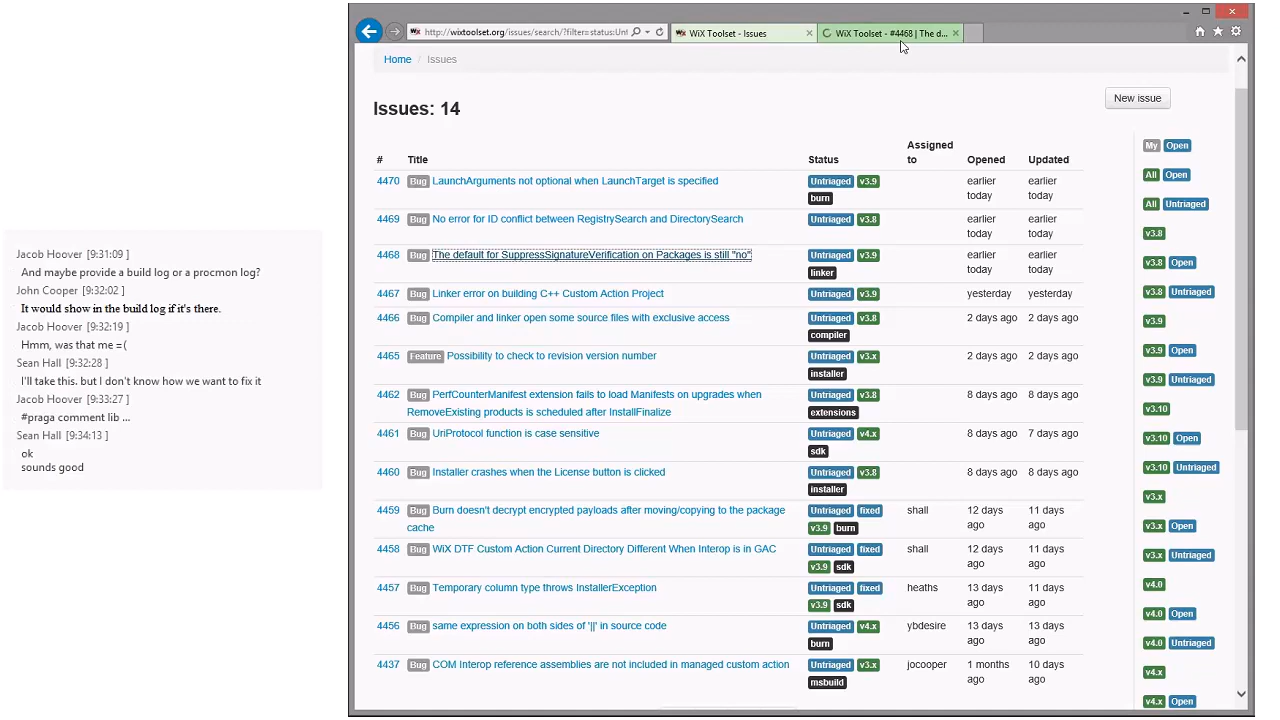 Jacob Hoover [9:31:09 ]
And maybe provide a build log or a procmon log?
John Cooper [9:32:02 ]
It would show in the build log if it's there.
Jacob Hoover [9:32:19 ]
Hmm, was that me =(
Sean Hall [9:32:28 ]
I'll take this. but I don't know how we want to fix it
Jacob Hoover [9:33:27 ]
#praga comment lib ...
Sean Hall [9:34:13 ]
ok
sounds good
http://wixtoolset.org/issues/search/?filter=status:Unt
WiX Toolset - Issues
WiX Toolset - #4468 | The d...
Home / Issues
Issues: 14
New issue
# Title Status Assigned to Opened Updated
4470 Bug LaunchArguments not optional when LaunchTarget is specified Untriaged v3.9 burn earlier today earlier today
4469 Bug No error for ID conflict between RegistrySearch and DirectorySearch Untriaged v3.8 earlier today earlier today
4468 Bug The default for SuppressSignatureVerification on Packages is still "no" Untriaged v3.9 linker earlier today earlier today
4467 Bug Linker error on building C++ Custom Action Project Untriaged v3.9 yesterday yesterday
4466 Bug Compiler and linker open some source files with exclusive access Untriaged v3.8 compiler 2 days ago 2 days ago
4465 Feature Possibility to check to revision version number Untriaged v3.x installer 2 days ago 2 days ago
4462 Bug PerfCounterManifest extension fails to load Manifests on upgrades when RemoveExisting products is scheduled after InstallFinalize Untriaged v3.8 extensions 8 days ago 8 days ago
4461 Bug UriProtocol function is case sensitive Untriaged v4.x sdk 8 days ago 7 days ago
4460 Bug Installer crashes when the License button is clicked Untriaged v3.8 installer 8 days ago 8 days ago
4459 Bug Burn doesn't decrypt encrypted payloads after moving/copying to the package cache Untriaged fixed v3.9 burn shall 12 days ago 11 days ago
4458 Bug WiX DTF Custom Action Current Directory Different When Interop is in GAC Untriaged fixed v3.9 sdk shall 12 days ago 11 days ago
4457 Bug Temporary column type throws InstallerException Untriaged fixed v3.9 sdk heaths 13 days ago 11 days ago
4456 Bug same expression on both sides of '||' in source code Untriaged v4.x burn ybdesire 13 days ago 13 days ago
4437 Bug COM Interop reference assemblies are not included in managed custom action Untriaged v3.x msbuild jocooper 1 months ago 10 days ago
My Open
All Open
All Untriaged
v3.8
v3.8 Open
v3.8 Untriaged
v3.9
v3.9 Open
v3.9 Untriaged
v3.10
v3.10 Open
v3.10 Untriaged
v3.x
v3.x Open
v3.x Untriaged
v4.0
v4.0 Open
v4.0 Untriaged
v4.x
v4.x Open